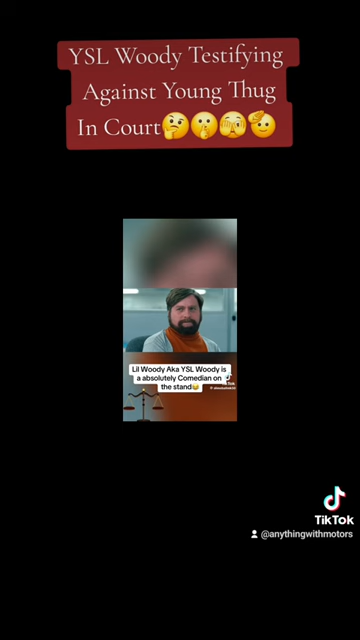 YSL Woody Testifying
Against Young Thug
In Court🤔🤫🫣🫡
Lil Woody Aka YSL Woody is
a absolutely Comedian on
the stand😂
TikTok
@anythingwithmotors